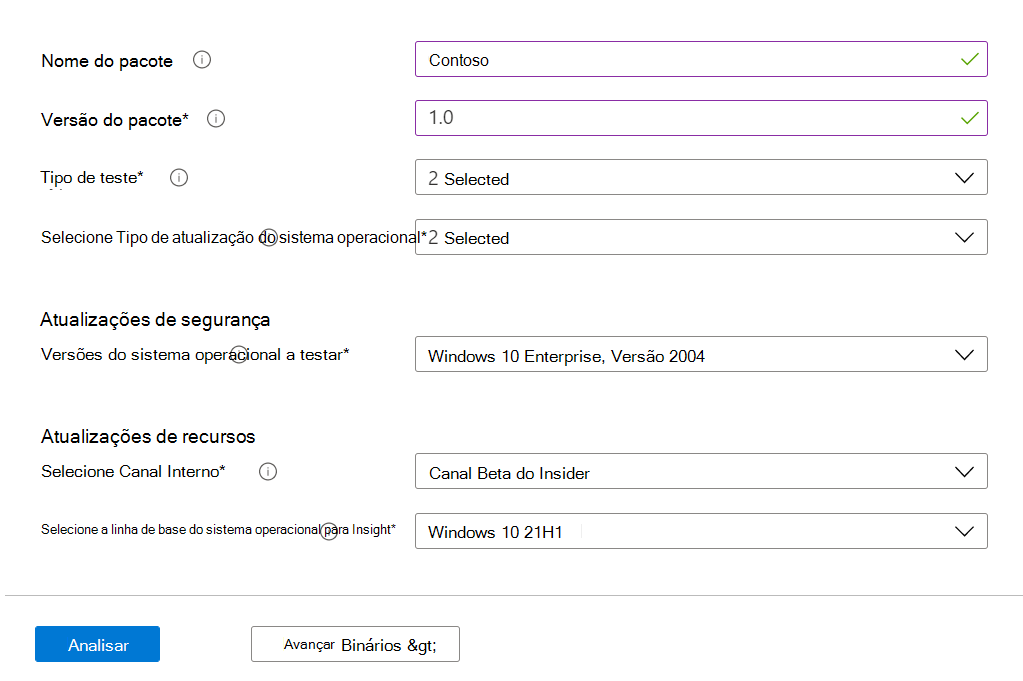 Nome do pacote
Contoso
Versão do pacote*
1.0
Tipo de teste*
2 Selected
Selecione Tipo de atualização do sistema operacional*
2 Selected
Atualizações de segurança
Versões do sistema operacional a testar*
Windows 10 Enterprise, Versão 2004
Atualizações de recursos
Selecione Canal Interno*
Canal Beta do Insider
Selecione a linha de base do sistema operacional para Insight*
Windows 10 21H1
Analisar
Avançar Binários &gt;